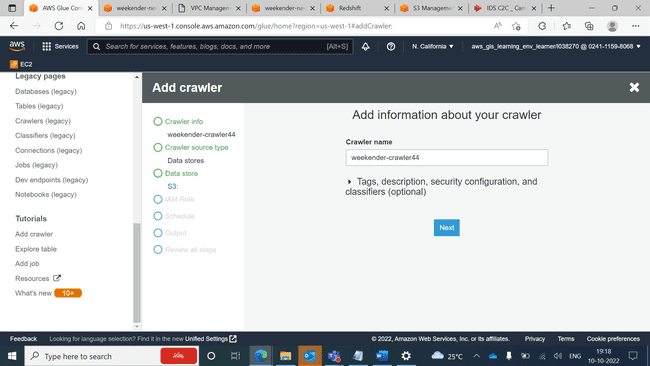 AWS Glue Con
weekender-ne
VPC Managem
weekender-ne
Redshift
S3 Manageme
IDS C2C _ Cam
https://us-west-1.console.aws.amazon.com/glue/home?region=us-west-1#addCrawler:
aws
Services
Search for services, features, blogs, docs, and more
[Alt+S]
N. California
aws_gls_learning_env_learner/i038270 @ 0241-1159-8068
EC2
Legacy pages
Databases (legacy)
Tables (legacy)
Crawlers (legacy)
Classifiers (legacy)
Connections (legacy)
Jobs (legacy)
Dev endpoints (legacy)
Notebooks (legacy)
Tutorials
Add crawler
Explore table
Add job
Resources
What's new 10+
Add crawler
Crawler info
weekender-crawler44
Crawler source type
Data stores
Data store
S3:
IAM Role
Schedule
Output
Review all steps
Add information about your crawler
Crawler name
weekender-crawler44
Tags, description, security configuration, and
classifiers (optional)
Next
Feedback
Looking for language selection? Find it in the new Unified Settings
© 2022, Amazon Web Services, Inc. or its affiliates.
Privacy
Terms
Cookie preferences
Type here to search
25°C
ENG
19:18
10-10-2022